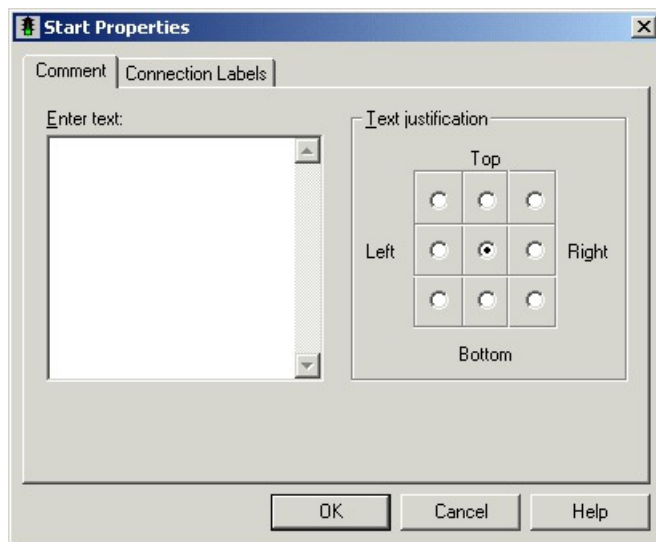 Start Properties
Comment
Connection Labels
Enter text:
Text justification
Top
Left
Right
Bottom
OK
Cancel
Help